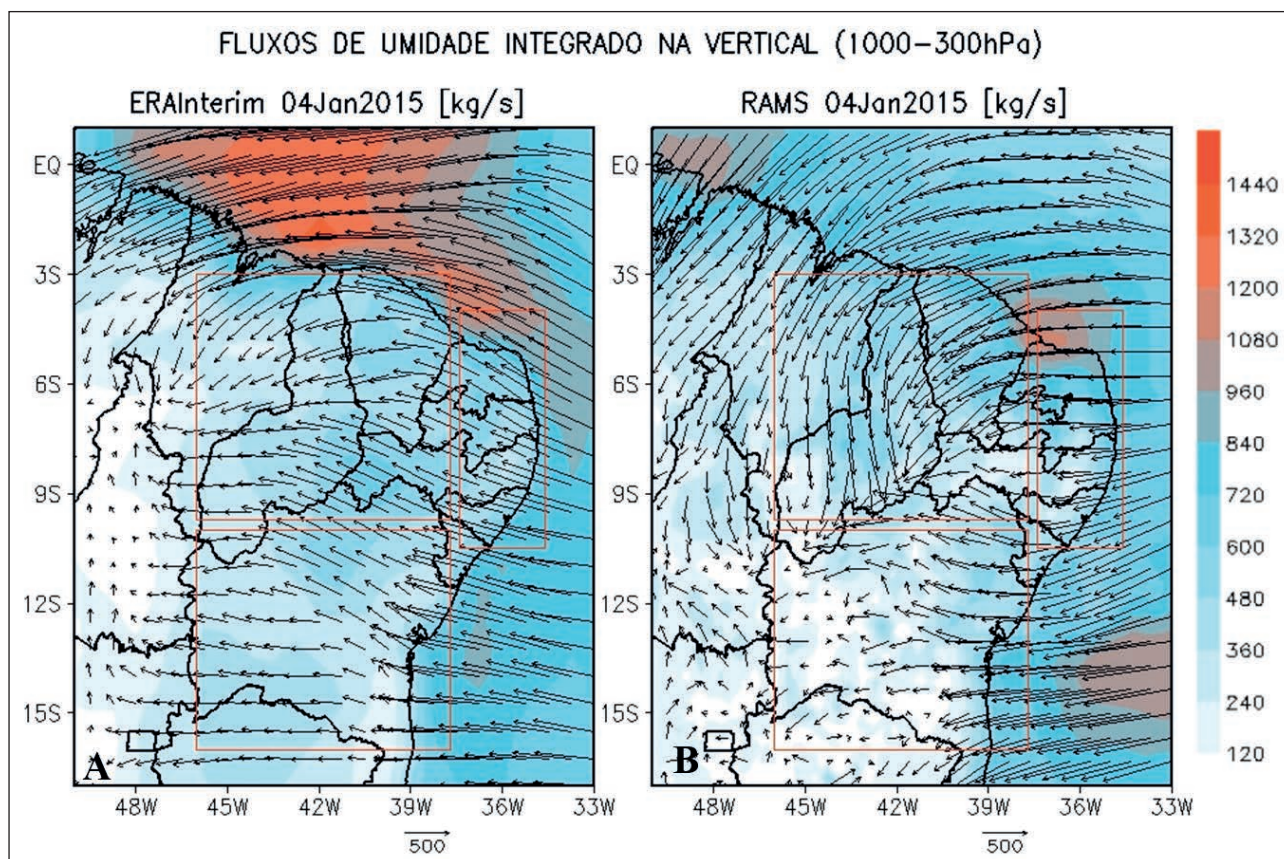 FLUXOS DE UMIDADE INTEGRADO NA VERTICAL (1000–300hPa)
ERAInterim 04Jan2015 [kg/s]
RAMS 04Jan2015 [kg/s]
EQ
3S
6S
9S
12S
15S
A
48W
45W
42W
39W
36W
33W
500
EQ
3S
6S
9S
12S
15S
B
48W
45W
42W
39W
36W
33W
500
1440
1320
1200
1080
960
840
720
600
480
360
240
120